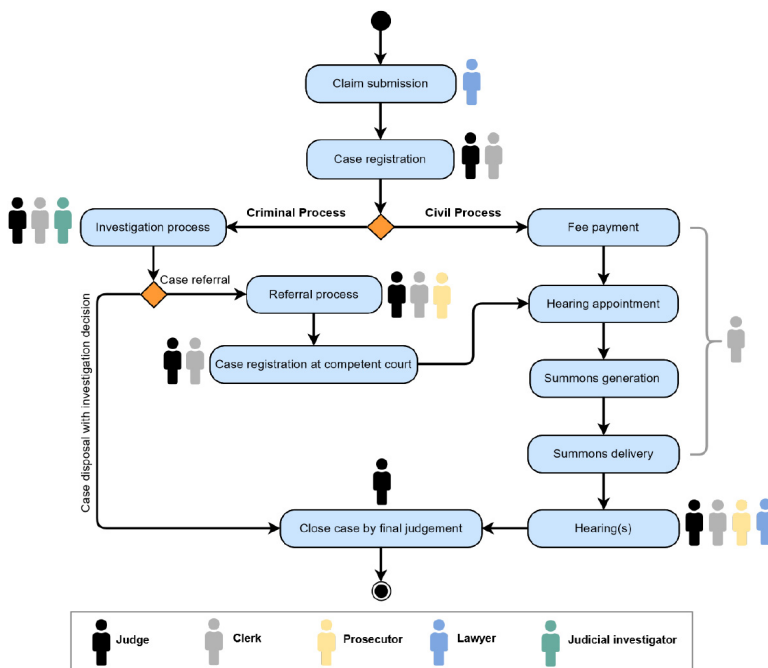 Claim submission
Case registration
Criminal Process
Civil Process
Investigation process
Fee payment
Case referral
Referral process
Hearing appointment
Case registration at competent court
Summons generation
Case disposal with investigation decision
Summons delivery
Close case by final judgement
Hearing(s)
Judge
Clerk
Prosecutor
Lawyer
Judicial investigator